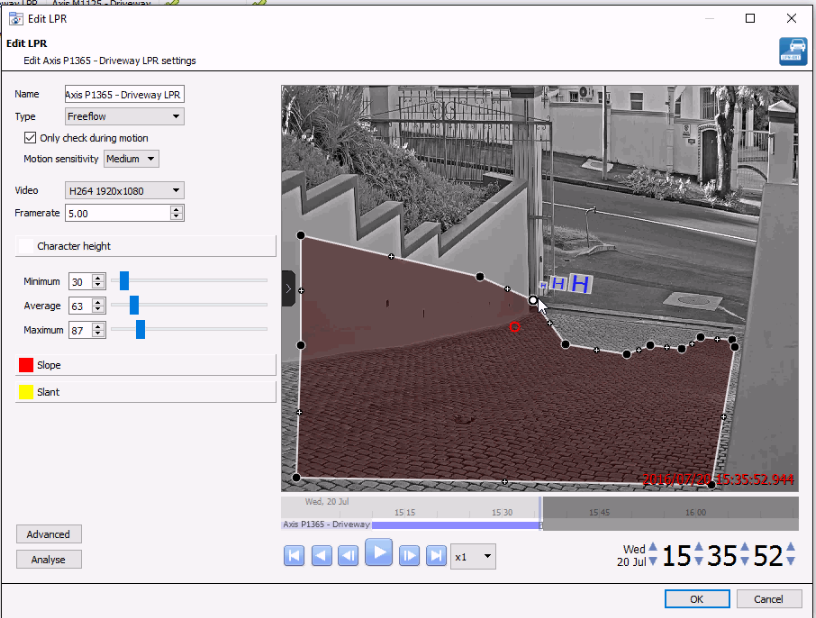 Axis M1125 - Driveway
Edit LPR
Edit LPR
Edit Axis P1365 - Driveway LPR settings
Name
Axis P1365 - Driveway LPR
Type
Freeflow
Only check during motion
Motion sensitivity
Medium
Video
H264 1920x1080
Framerate
5.00
Character height
Minimum
30
Average
63
Maximum
87
Slope
Slant
H H H
2016/07/20 15:35:52.944
Wed, 20 Jul
15:15 15:30 15:45 16:00
Axis P1365 - Driveway
x1
Wed
20 Jul
15 35 52
Advanced
Analyse
OK
Cancel